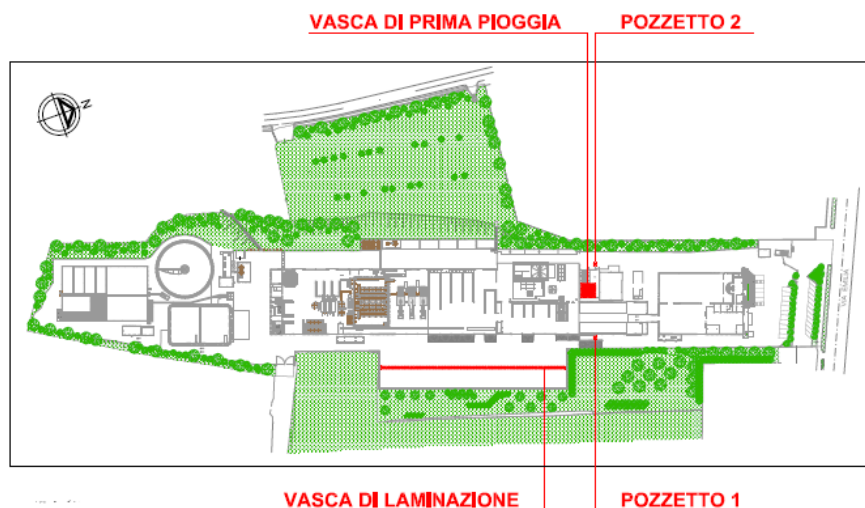 VASCA DI PRIMA PIOGGIA
POZZETTO 2
N
VIA EMILIA
VASCA DI LAMINAZIONE
POZZETTO 1